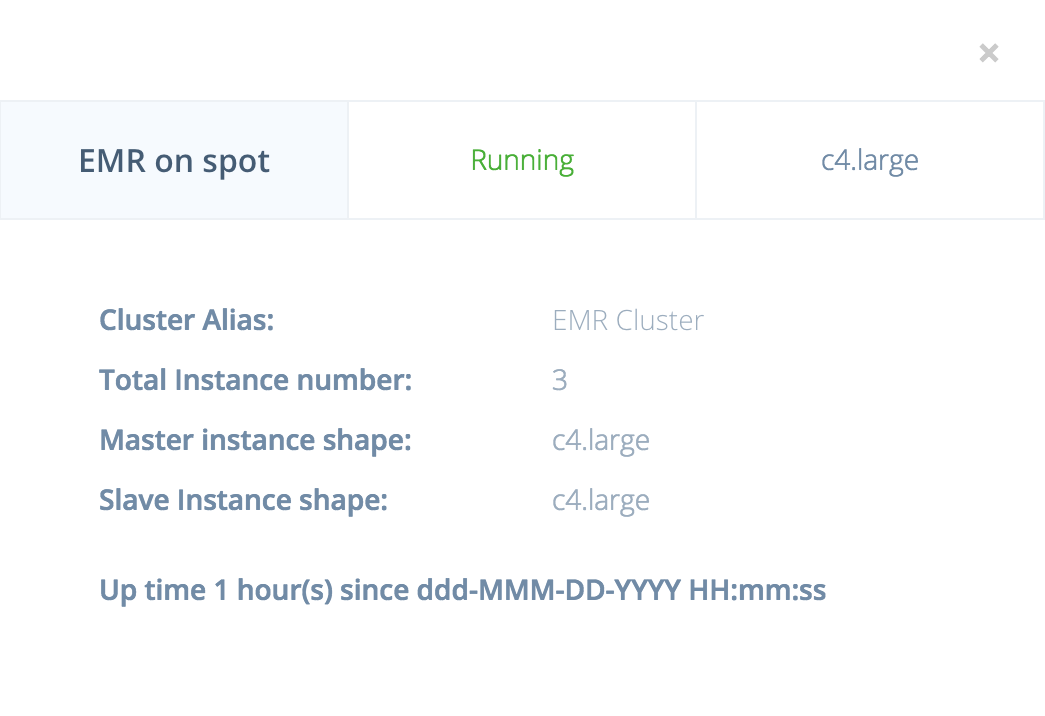 ×
EMR on spot Running c4.large
Cluster Alias: EMR Cluster
Total Instance number: 3
Master instance shape: c4.large
Slave Instance shape: c4.large
Up time 1 hour(s) since ddd-MMM-DD-YYYY HH:mm:ss